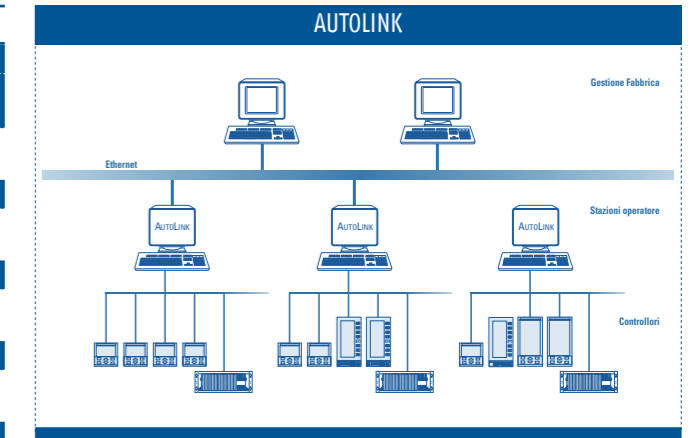 AUTOLINK
Gestione Fabbrica
Ethernet
Stazioni operatore
AUTOLINK
AUTOLINK
AUTOLINK
Controllori